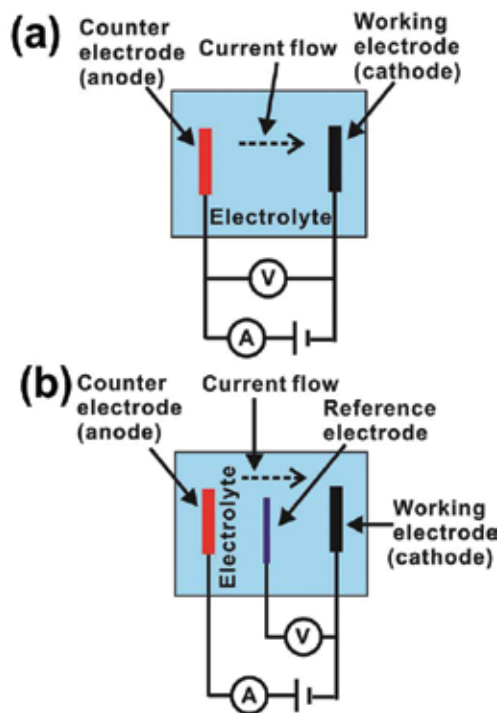 (a)
Counter
electrode
(anode)
Current flow
Working
electrode
(cathode)
Electrolyte
V
A
(b)
Counter
electrode
(anode)
Current flow
Reference
electrode
Electrolyte
Working
electrode
(cathode)
V
A